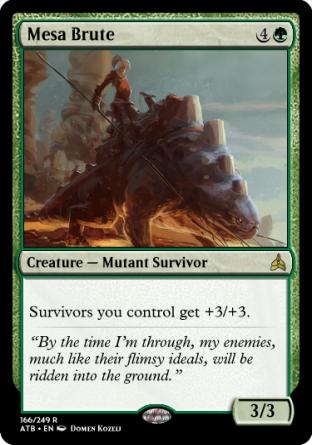 Mesa Brute 4
Creature — Mutant Survivor
Survivors you control get +3/+3.
“By the time I’m through, my enemies,
much like their flimsy ideals, will be
ridden into the ground.”
3/3
166/249 R
ATB • EN Domen Kozelj